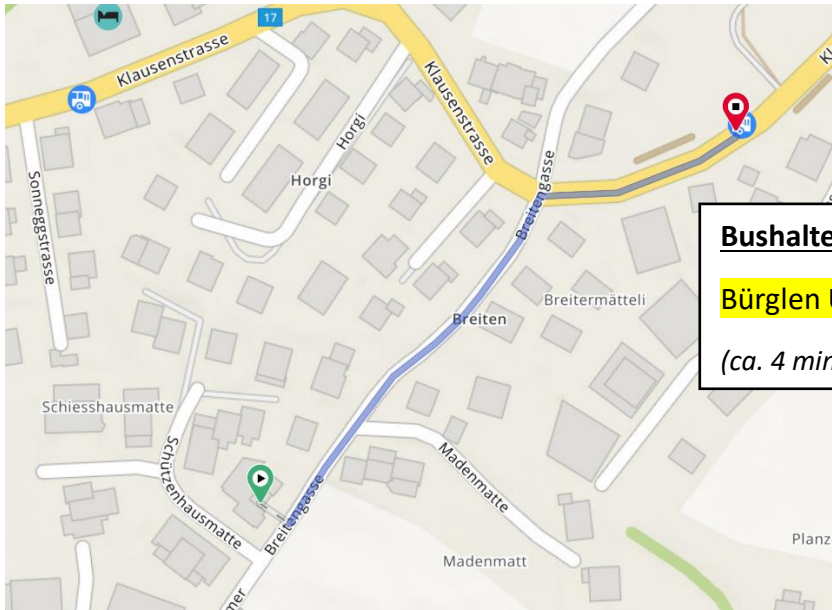 17
Klausenstrasse
Horgi
Klausenstrasse
Horgi
Sonneggstrasse
Breitengasse
Bushalte
Bürglen
(ca. 4 min
Breitermätteli
Breiten
Schiesshausmatte
Schützenhausmatte
Madenmatte
Breitengasse
Madenmatt
Planz
mer